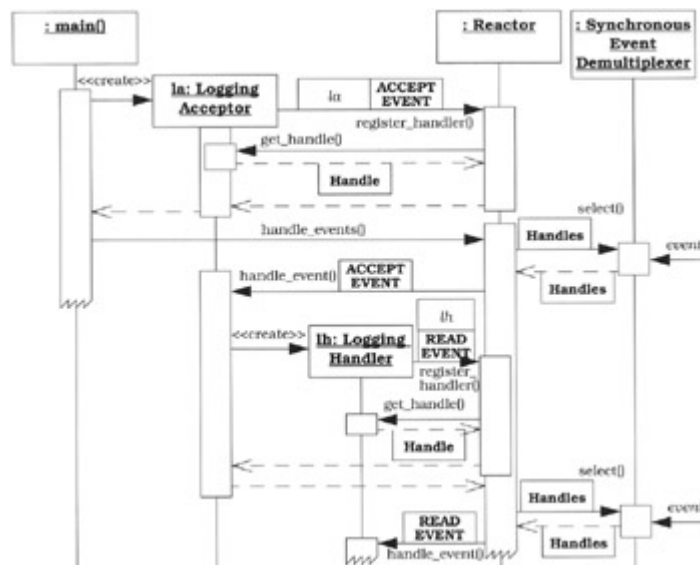 : main()
: Reactor
: Synchronous
Event
Demultiplexer
<<create>>
la: Logging
Acceptor
la
ACCEPT
EVENT
register_handler()
get_handle()
Handle
select()
handle_events()
Handles
event
handle_event()
ACCEPT
EVENT
Handles
lh
<<create>>
lh: Logging
Handler
READ
EVENT
register_
handler()
get_handle()
Handle
select()
Handles
event
READ
EVENT
Handles
handle_event()